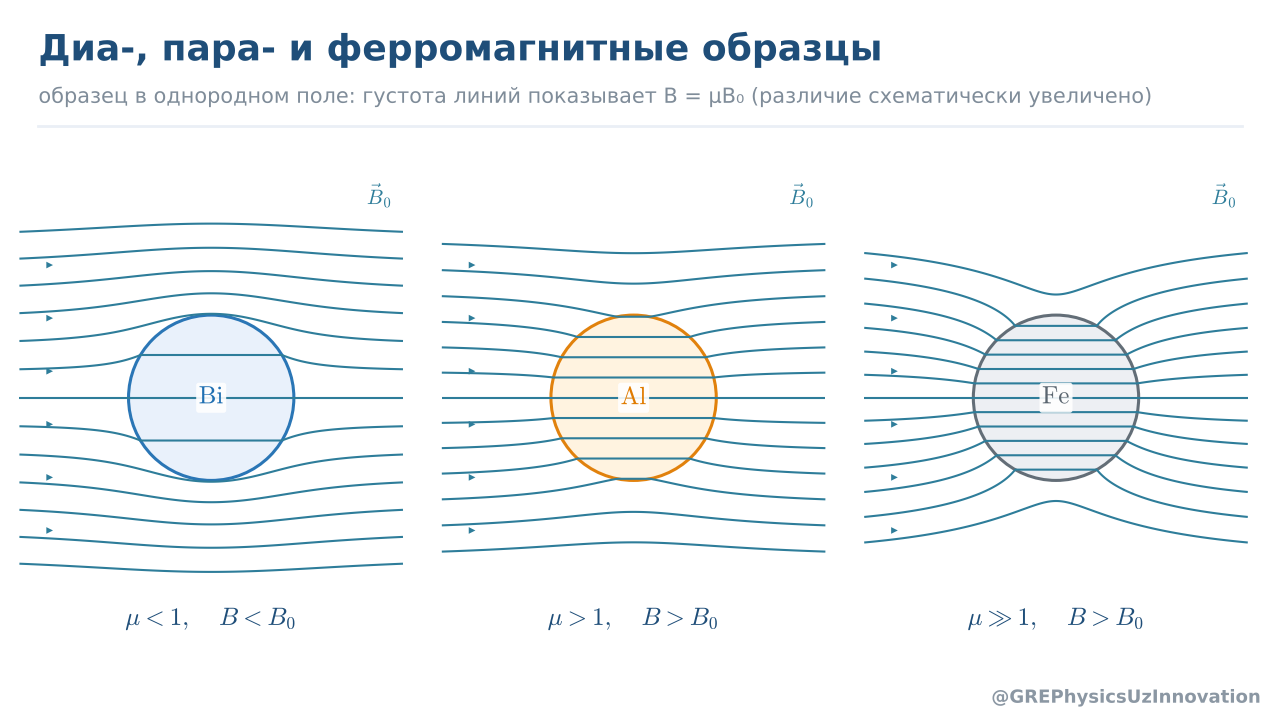 Диа-, пара- и ферромагнитные образцы
образец в однородном поле: густота линий показывает B = μB₀ (различие схематически увеличено)
B⃗₀ B⃗₀ B⃗₀
Bi Al Fe
μ < 1, B < B₀ μ > 1, B > B₀ μ ≫ 1, B > B₀
@GREPhysicsUzInnovation